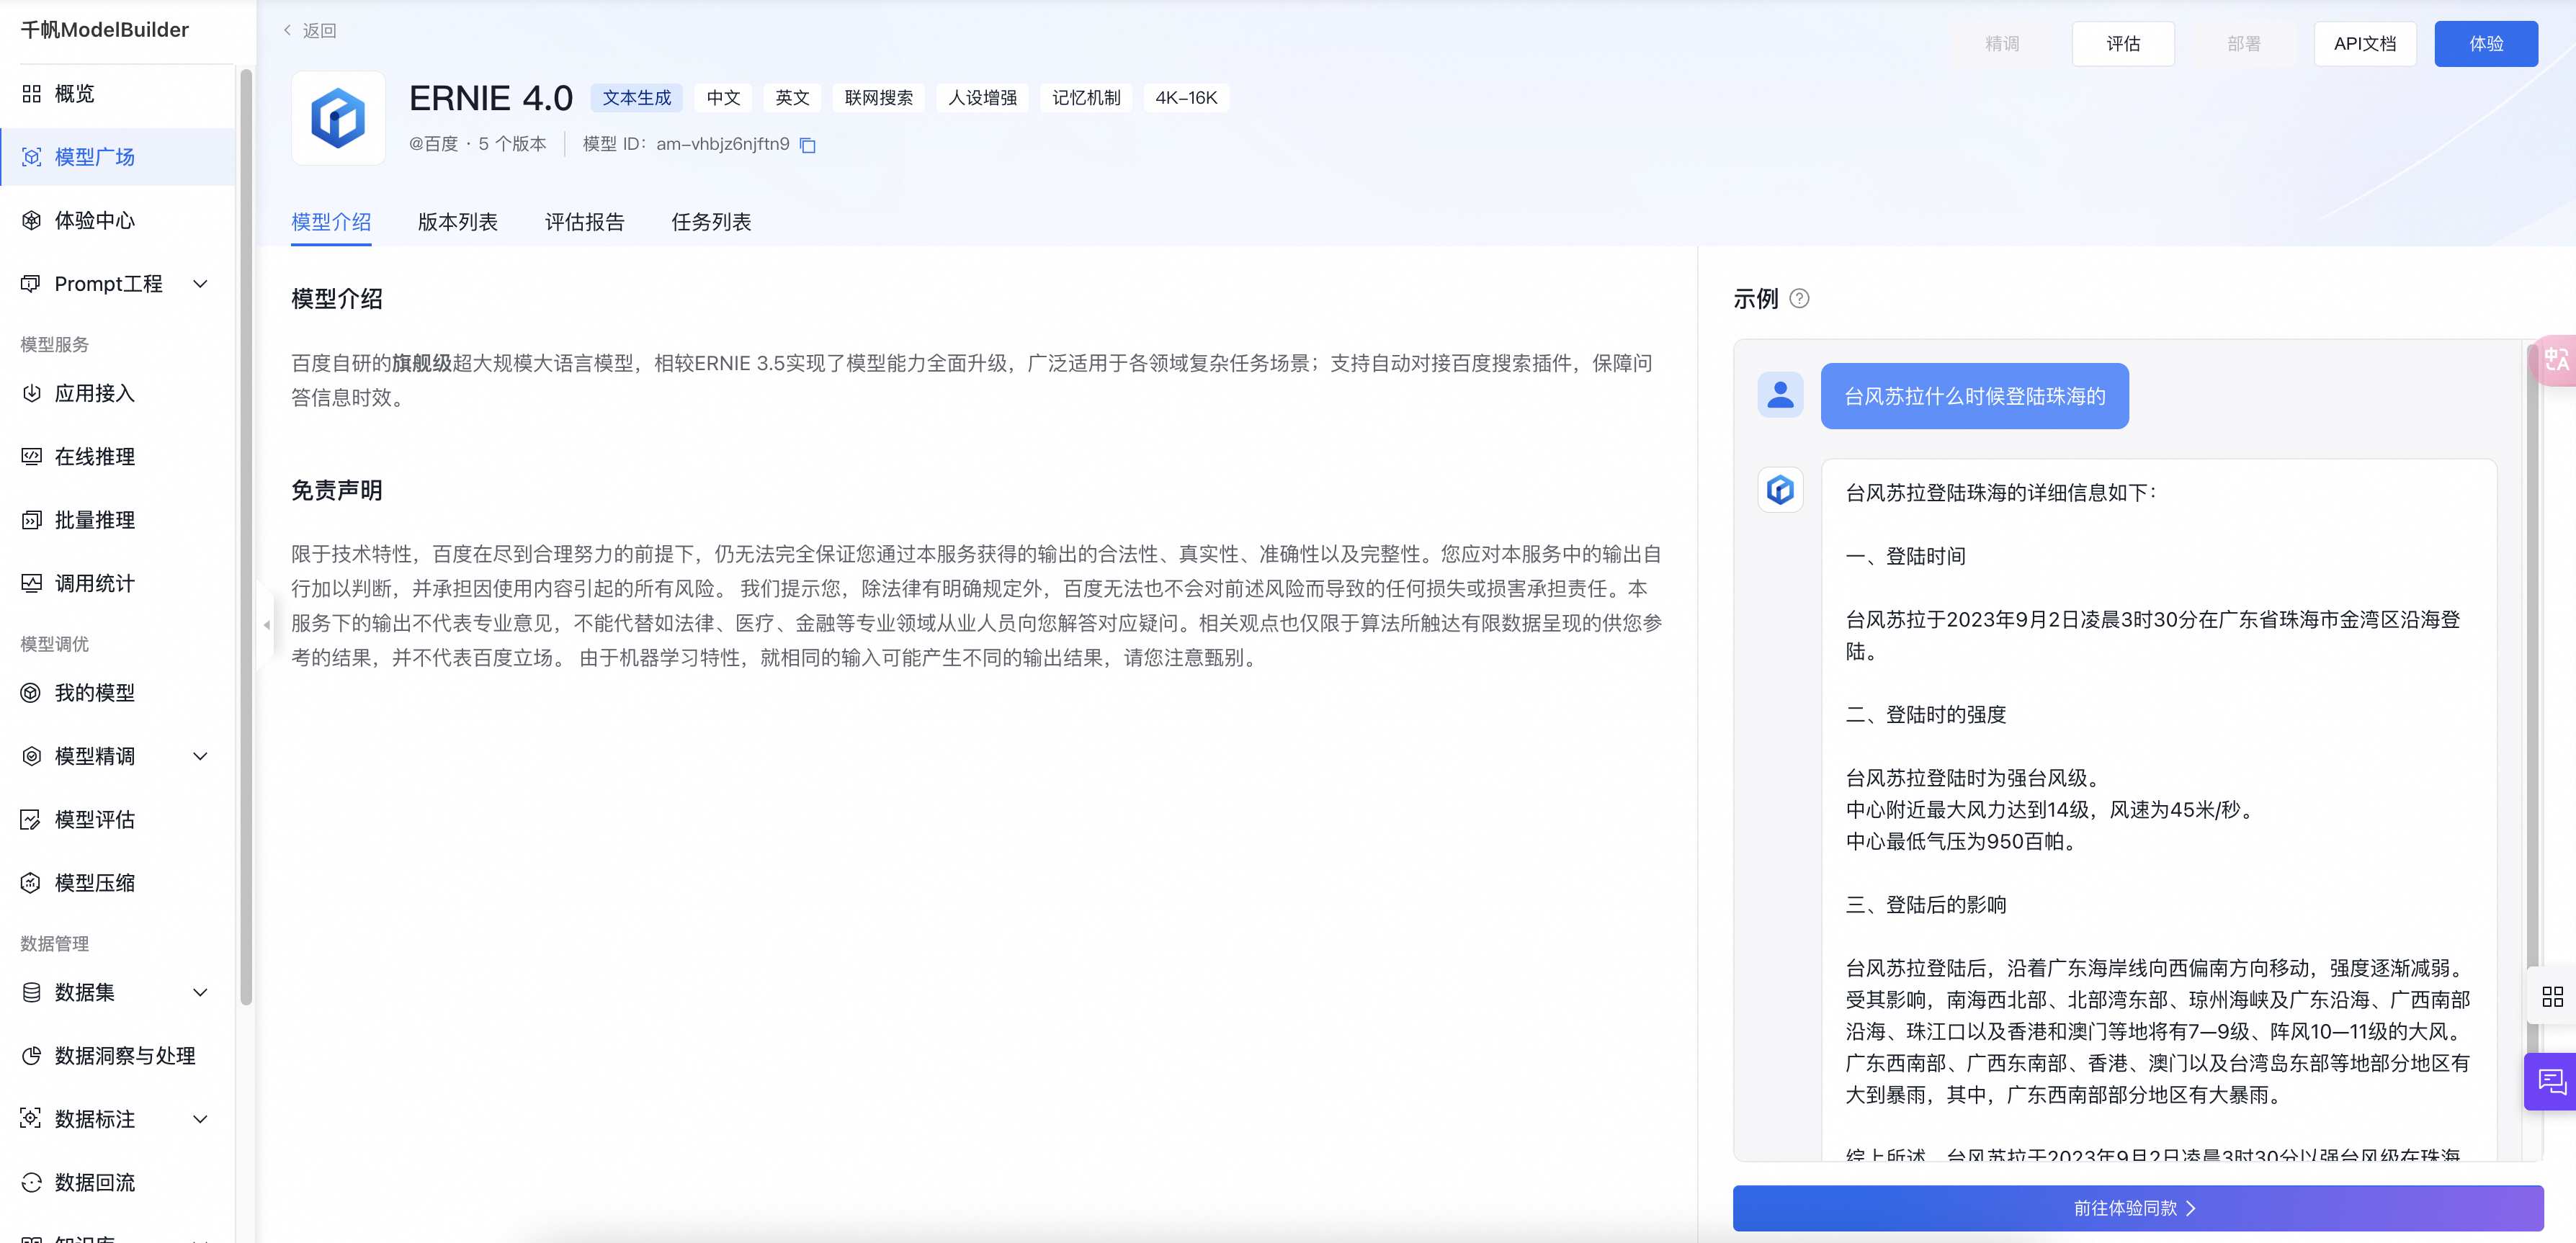 千帆ModelBuilder
概览
模型广场
体验中心
Prompt工程
模型服务
应用接入
在线推理
批量推理
调用统计
模型调优
我的模型
模型精调
模型评估
模型压缩
数据管理
数据集
数据洞察与处理
数据标注
数据回流
知识库
返回
精调
评估
部署
API文档
体验
ERNIE 4.0 文本生成 中文 英文 联网搜索 人设增强 记忆机制 4K-16K
@百度 · 5 个版本 模型 ID：am-vhbjz6njftn9
模型介绍 版本列表 评估报告 任务列表
模型介绍
百度自研的旗舰级超大规模大语言模型，相较ERNIE 3.5实现了模型能力全面升级，广泛适用于各领域复杂任务场景；支持自动对接百度搜索插件，保障问
答信息时效。
免责声明
限于技术特性，百度在尽到合理努力的前提下，仍无法完全保证您通过本服务获得的输出的合法性、真实性、准确性以及完整性。您应对本服务中的输出自
行加以判断，并承担因使用内容引起的所有风险。 我们提示您，除法律有明确规定外，百度无法也不会对前述风险而导致的任何损失或损害承担责任。本
服务下的输出不代表专业意见，不能代替如法律、医疗、金融等专业领域从业人员向您解答对应疑问。相关观点也仅限于算法所触达有限数据呈现的供您参
考的结果，并不代表百度立场。 由于机器学习特性，就相同的输入可能产生不同的输出结果，请您注意甄别。
示例
台风苏拉什么时候登陆珠海的
台风苏拉登陆珠海的详细信息如下：
一、登陆时间
台风苏拉于2023年9月2日凌晨3时30分在广东省珠海市金湾区沿海登
陆。
二、登陆时的强度
台风苏拉登陆时为强台风级。
中心附近最大风力达到14级，风速为45米/秒。
中心最低气压为950百帕。
三、登陆后的影响
台风苏拉登陆后，沿着广东海岸线向西偏南方向移动，强度逐渐减弱。
受其影响，南海西北部、北部湾东部、琼州海峡及广东沿海、广西南部
沿海、珠江口以及香港和澳门等地将有7—9级、阵风10—11级的大风。
广东西南部、广西东南部、香港、澳门以及台湾岛东部等地部分地区有
大到暴雨，其中，广东西南部部分地区有大暴雨。
综上所述，台风苏拉于2023年9月2日凌晨3时30分以强台风级在珠海
前往体验同款
中A